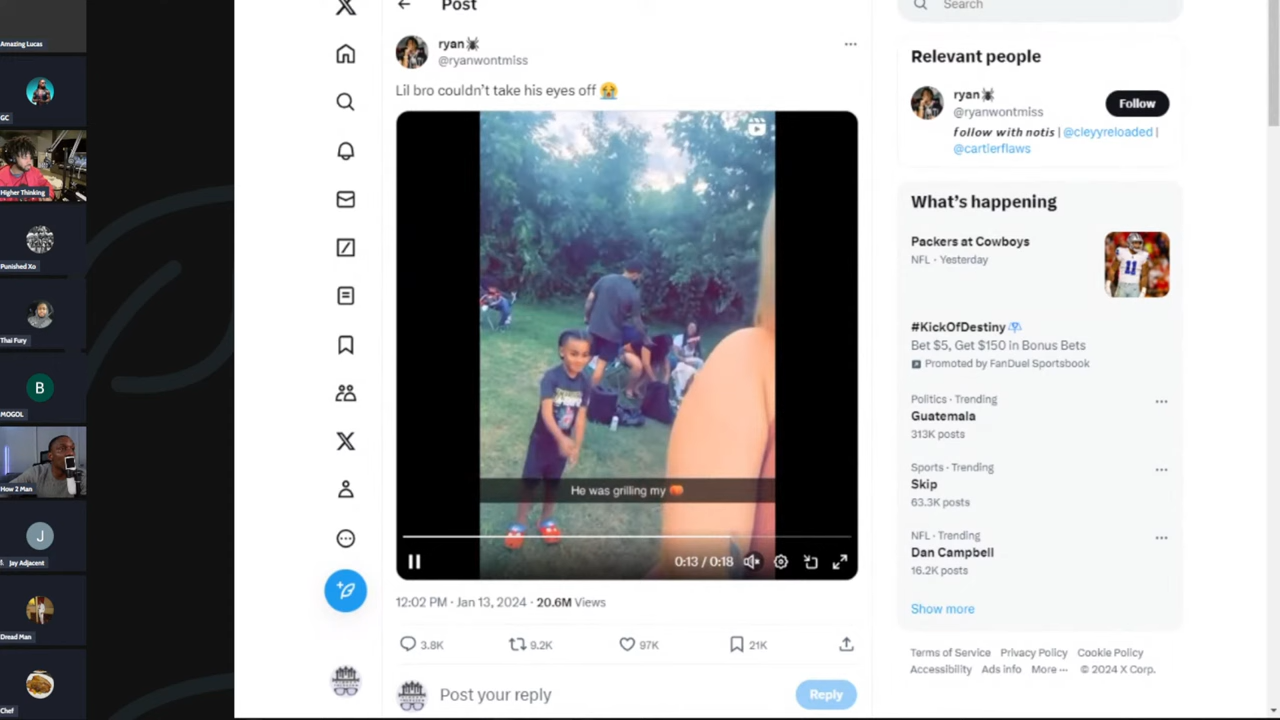 Amazing Lucas
GC
Higher Thinking
Punished Xo
Thai Fury
B
MOGOL
How 2 Man
J
Jay Adjacent
Dread Man
Chef
Post
ryan🕷
@ryanwontmiss
Lil bro couldn't take his eyes off 😭
He was grilling my 🍑
0:13 / 0:18
12:02 PM · Jan 13, 2024 · 20.6M Views
3.8K 9.2K 97K 21K
Post your reply
Reply
Search
Relevant people
ryan🕷
@ryanwontmiss
Follow
follow with notis | @cleyyreloaded |
@cartierflaws
What's happening
Packers at Cowboys
NFL · Yesterday
11
#KickOfDestiny
Bet $5, Get $150 in Bonus Bets
Promoted by FanDuel Sportsbook
Politics · Trending
Guatemala
313K posts
Sports · Trending
Skip
63.3K posts
NFL · Trending
Dan Campbell
16.2K posts
Show more
Terms of Service Privacy Policy Cookie Policy
Accessibility Ads info More ··· © 2024 X Corp.